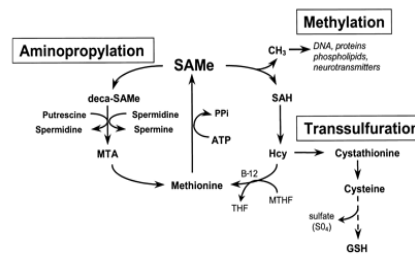 Methylation
Aminopropylation
CH₃
DNA, proteins
phospholipids,
neurotransmitters
SAMe
deca-SAMe
SAH
Putrescine
Spermidine
Spermidine
Spermine
PPi
ATP
Transsulfuration
MTA
Hcy
Cystathionine
B-12
Methionine
Cysteine
THF
MTHF
sulfate
(S0₄)
GSH